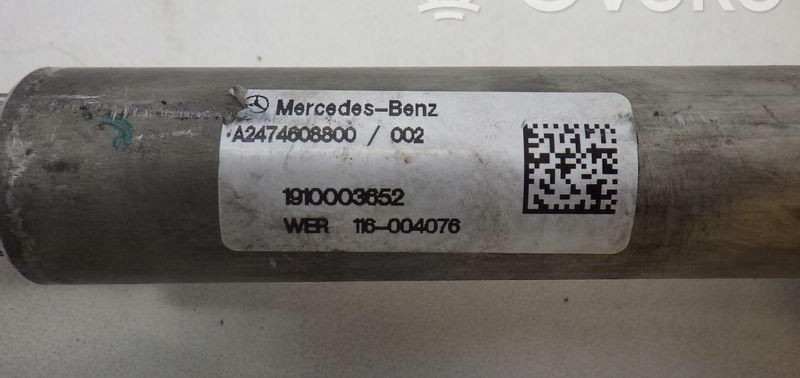 Mercedes-Benz
A2474608800 / 002
1910003652
WER 116-004076